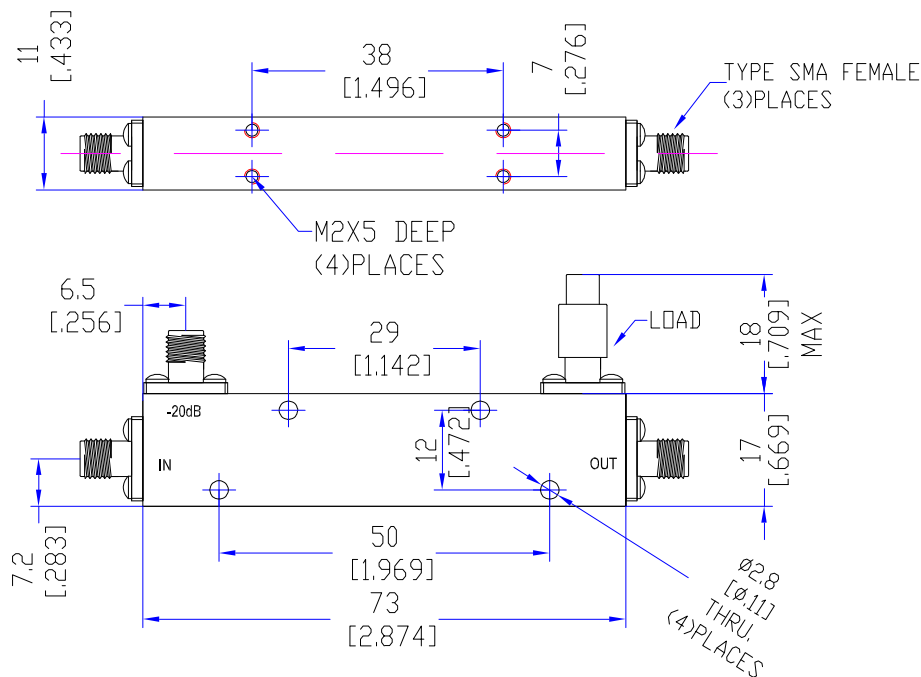 11
[.433]
38
[1.496]
7
[.276]
TYPE SMA FEMALE
(3)PLACES
M2X5 DEEP
(4)PLACES
6.5
[.256]
29
[1.142]
LOAD
18
[.709]
MAX
-20dB
12
[.472]
IN
OUT
17
[.669]
7.2
[.283]
50
[1.969]
73
[2.874]
ø2.8
[ø.11]
THRU.
(4)PLACES